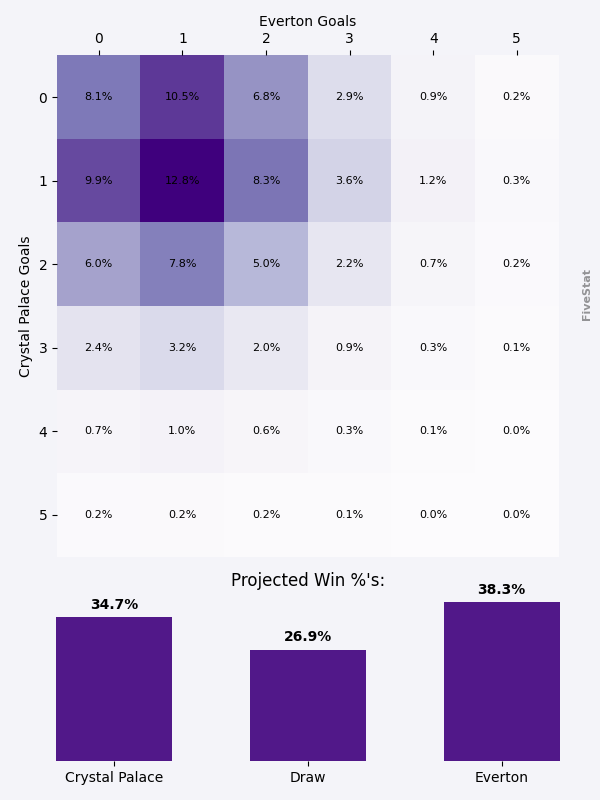 Everton Goals
0 1 2 3 4 5
0 8.1% 10.5% 6.8% 2.9% 0.9% 0.2%
1 9.9% 12.8% 8.3% 3.6% 1.2% 0.3%
2 6.0% 7.8% 5.0% 2.2% 0.7% 0.2%
3 2.4% 3.2% 2.0% 0.9% 0.3% 0.1%
4 0.7% 1.0% 0.6% 0.3% 0.1% 0.0%
5 0.2% 0.2% 0.2% 0.1% 0.0% 0.0%
Crystal Palace Goals
FiveStat
Projected Win %'s:
34.7% 26.9% 38.3%
Crystal Palace Draw Everton